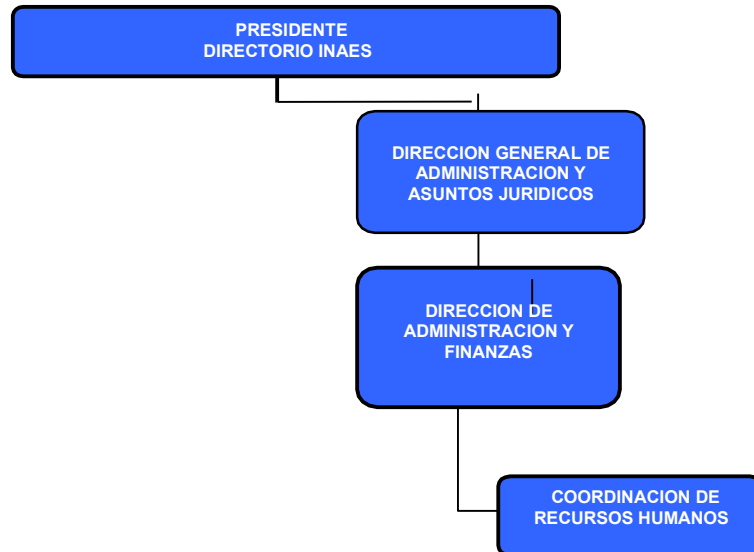 PRESIDENTE
DIRECTORIO INAES
DIRECCION GENERAL DE
ADMINISTRACION Y
ASUNTOS JURIDICOS
DIRECCION DE
ADMINISTRACION Y
FINANZAS
COORDINACION DE
RECURSOS HUMANOS